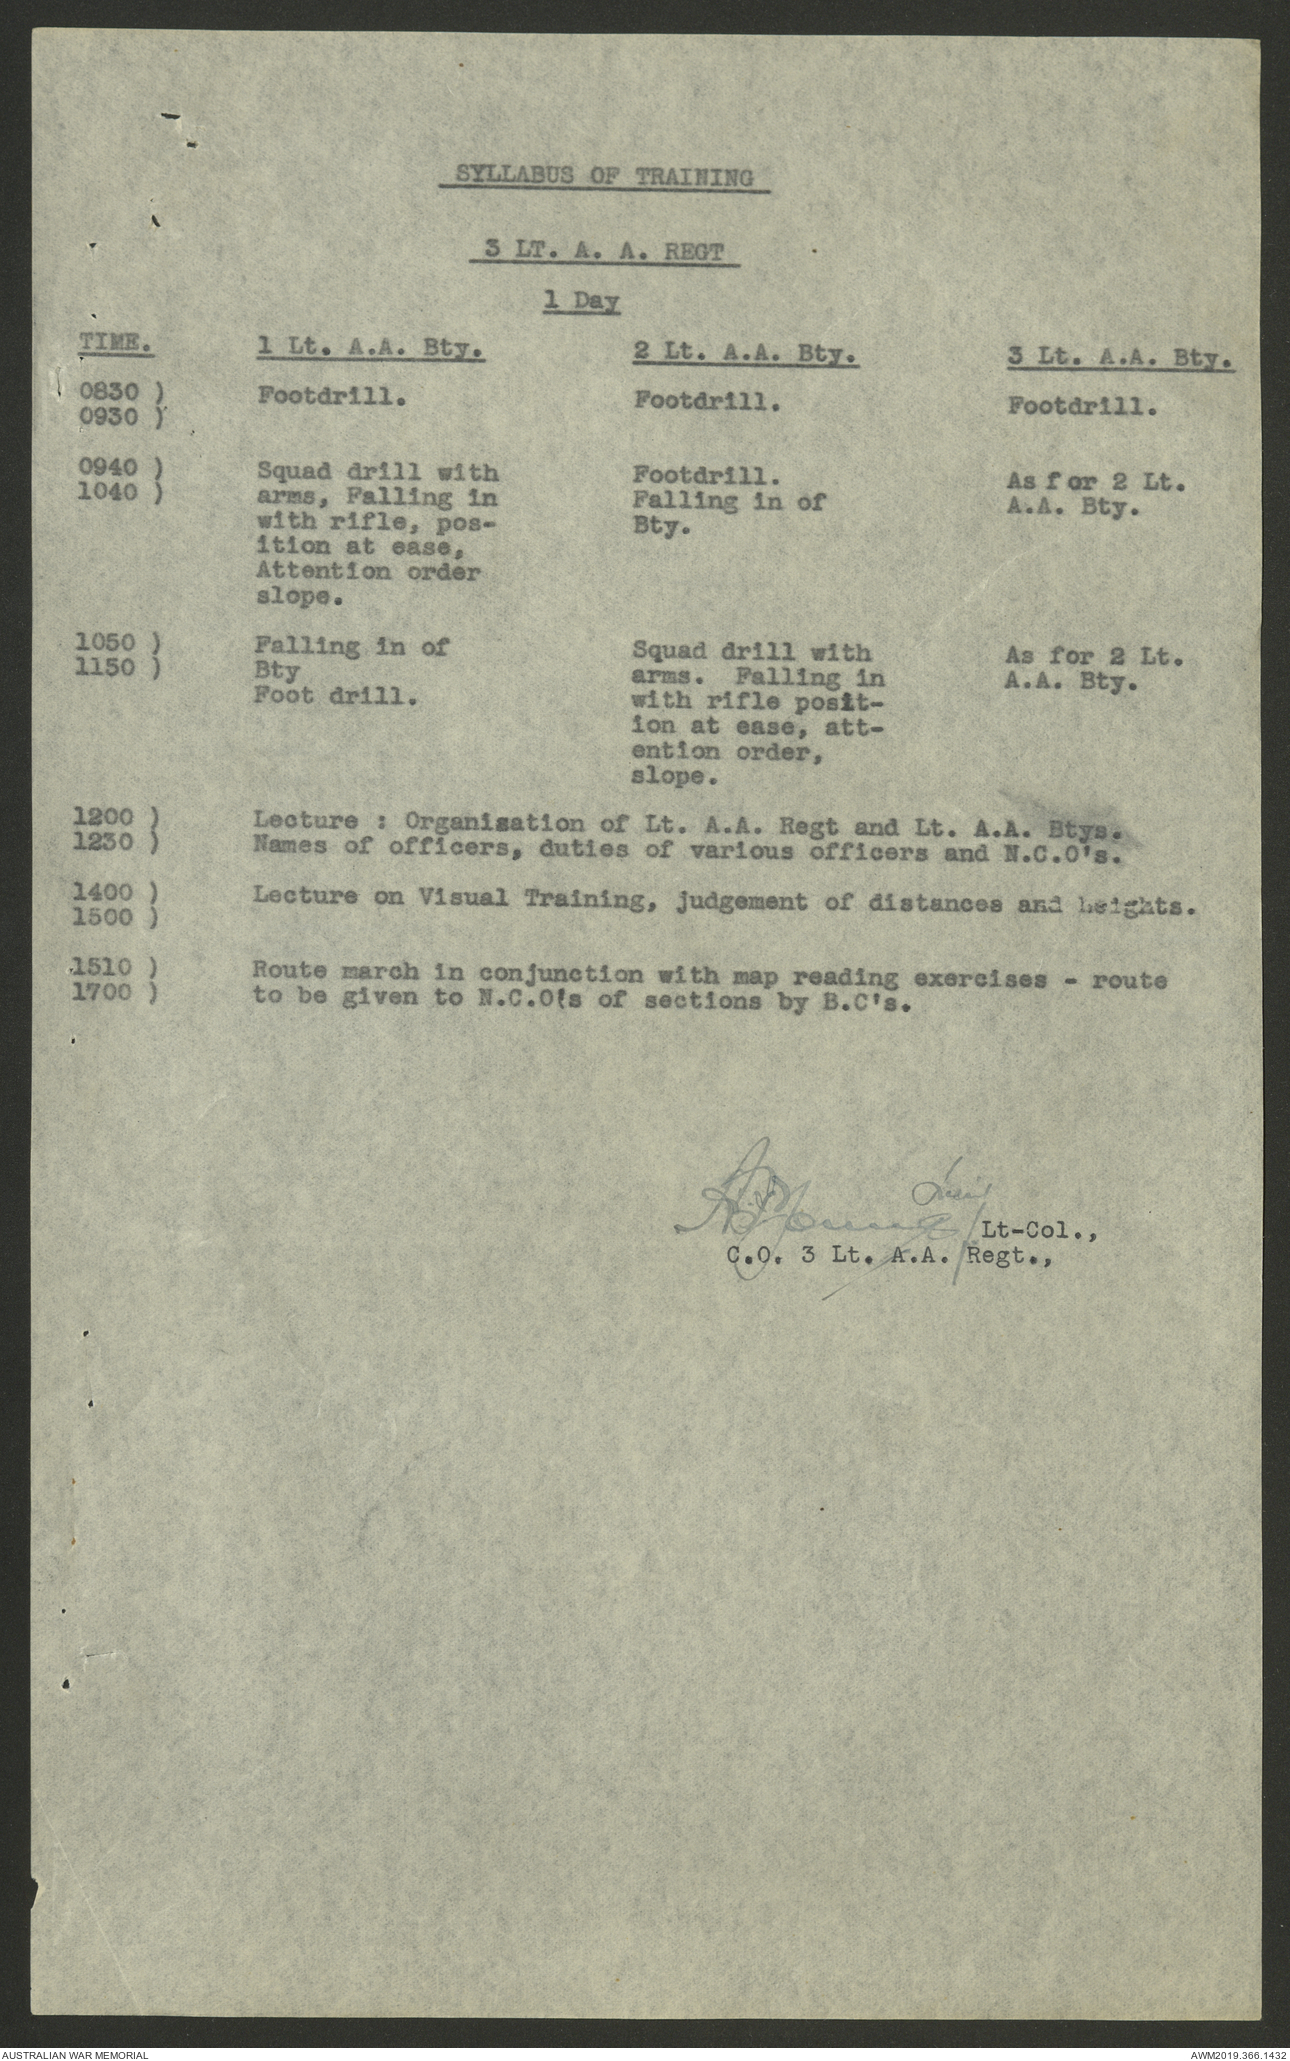 SYLLABUS OF TRAINING
3 LT. A. A. REGT
1 Day
TIME. 1 Lt. A.A. Bty. 2 Lt. A.A. Bty. 3 Lt. A.A. Bty.
0830 ) Footdrill. Footdrill. Footdrill.
0930 )
0940 ) Squad drill with Footdrill. As for 2 Lt.
1040 ) arms, Falling in Falling in of A.A. Bty.
with rifle, pos- Bty.
ition at ease,
Attention order
slope.
1050 ) Falling in of Squad drill with As for 2 Lt.
1150 ) Bty arms. Falling in A.A. Bty.
Foot drill. with rifle posit-
ion at ease, att-
ention order,
slope.
1200 ) Lecture : Organisation of Lt. A.A. Regt and Lt. A.A. Btys.
1230 ) Names of officers, duties of various officers and N.C.O's.
1400 ) Lecture on Visual Training, judgement of distances and heights.
1500 )
1510 ) Route march in conjunction with map reading exercises - route
1700 ) to be given to N.C.O's of sections by B.C's.
Lt-Col.,
C.O. 3 Lt. A.A. Regt.,
AUSTRALIAN WAR MEMORIAL
AWM2019.366.1432